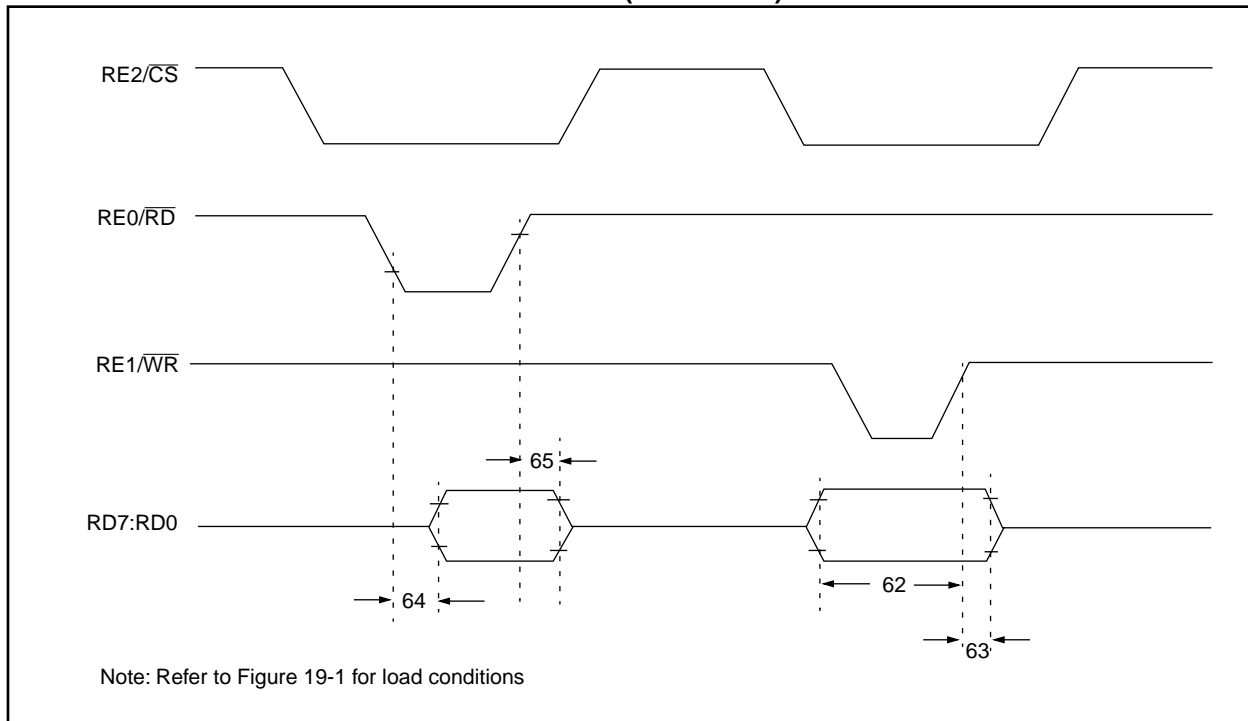 RE2/CS
RE0/RD
RE1/WR
65
RD7:RD0
62
64
63
Note: Refer to Figure 19-1 for load conditions